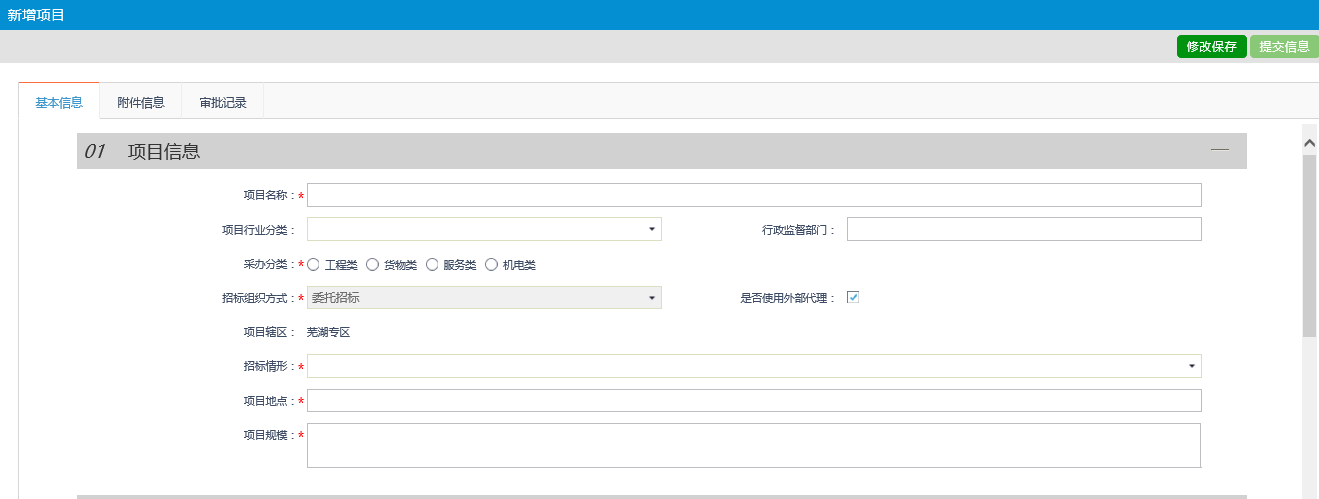 新增项目
修改保存 提交信息
基本信息 附件信息 审批记录
01 项目信息
项目名称：*
项目行业分类： 行政监督部门：
采办分类：* 工程类 货物类 服务类 机电类
招标组织方式：* 委托招标 是否使用外部代理：
项目辖区： 芜湖专区
招标情形：*
项目地点：*
项目规模：*